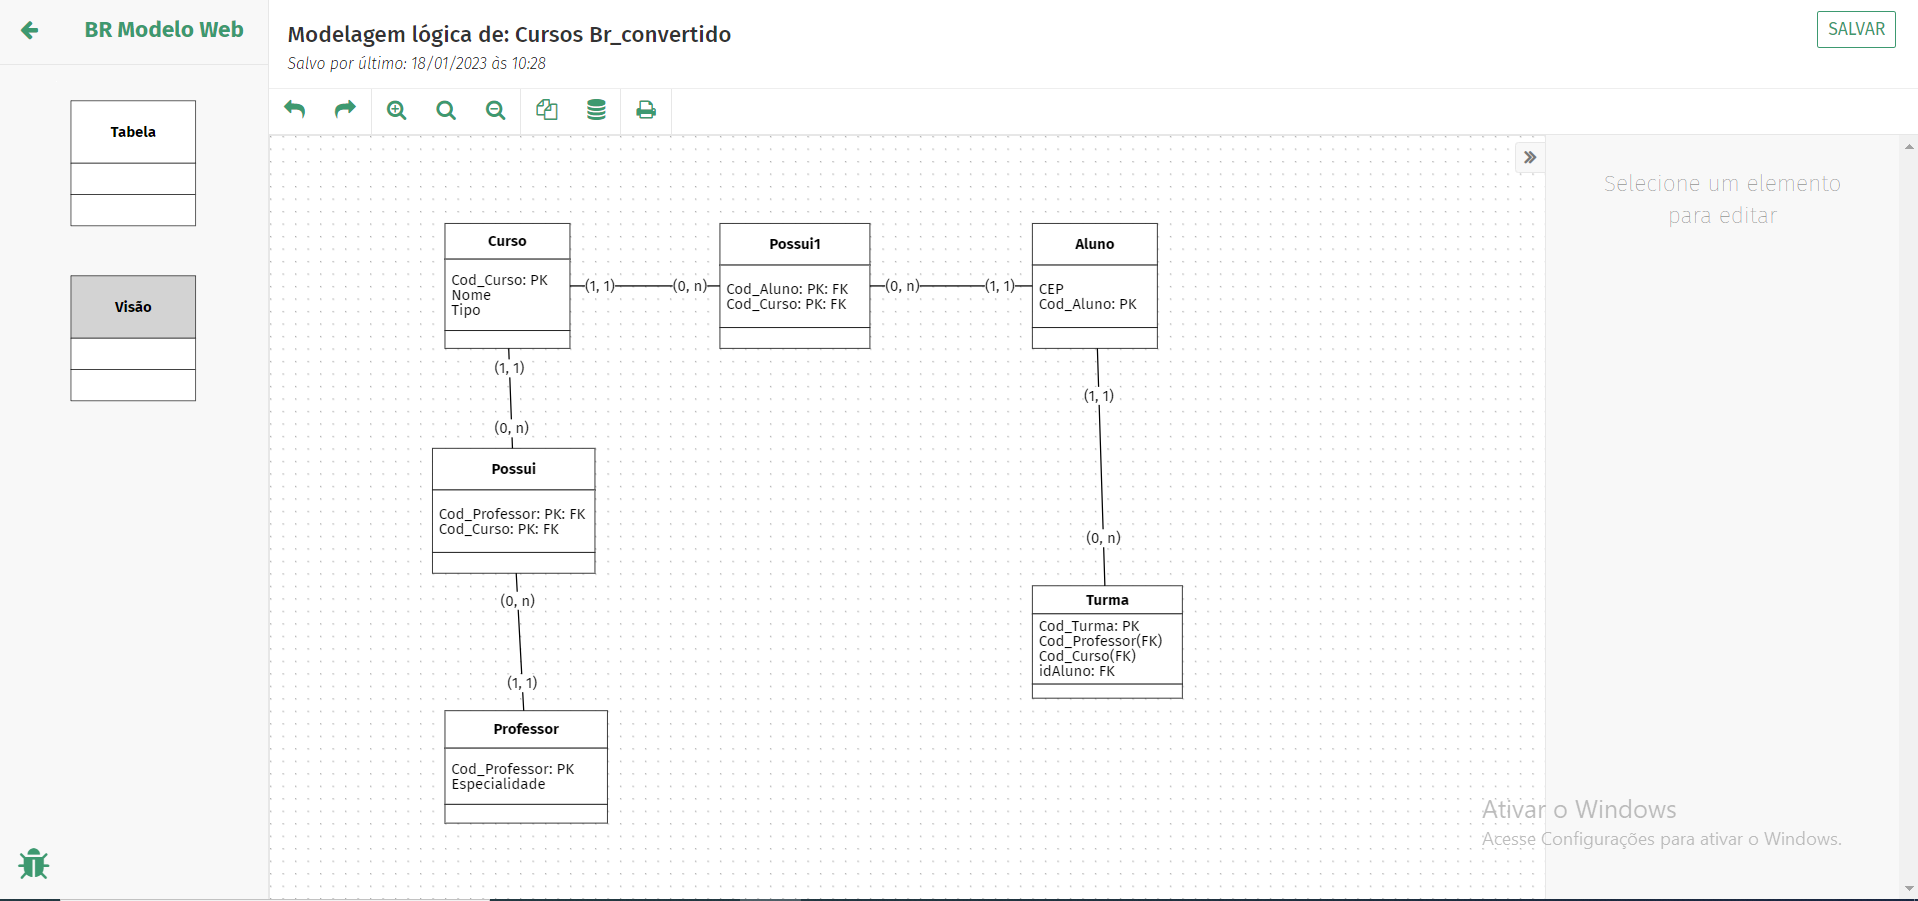 BR Modelo Web
Modelagem lógica de: Cursos Br_convertido
Salvo por último: 18/01/2023 às 10:28
SALVAR
Tabela
Visão
Selecione um elemento
para editar
Curso
Cod_Curso: PK
Nome
Tipo
(1, 1)
(0, n)
Possui1
Cod_Aluno: PK: FK
Cod_Curso: PK: FK
(0, n)
(1, 1)
Aluno
CEP
Cod_Aluno: PK
(1, 1)
(0, n)
Possui
Cod_Professor: PK: FK
Cod_Curso: PK: FK
(0, n)
(1, 1)
Professor
Cod_Professor: PK
Especialidade
(1, 1)
(0, n)
Turma
Cod_Turma: PK
Cod_Professor(FK)
Cod_Curso(FK)
idAluno: FK
Ativar o Windows
Acesse Configurações para ativar o Windows.